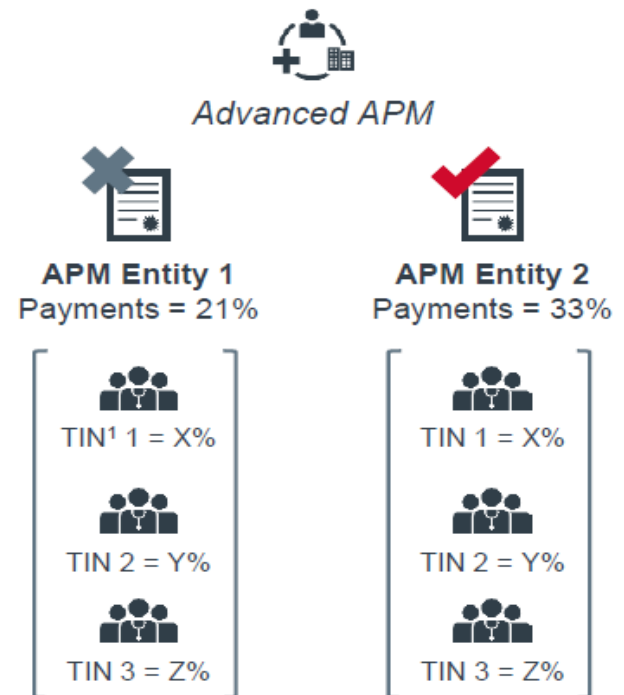 Advanced APM
APM Entity 1
Payments = 21%
TIN¹ 1 = X%
TIN 2 = Y%
TIN 3 = Z%
APM Entity 2
Payments = 33%
TIN 1 = X%
TIN 2 = Y%
TIN 3 = Z%